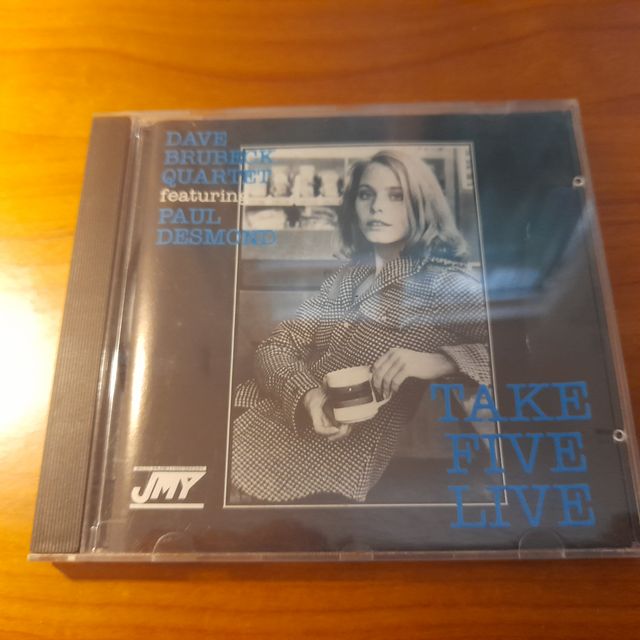 DAVE
BRUBECK
QUARTET
featuring
PAUL
DESMOND
TAKE
FIVE
LIVE
JMY